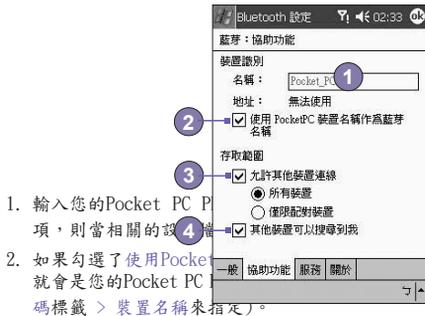 Bluetooth 設定 02:33 ok
藍芽：協助功能
裝置識別
名稱： Pocket_PC 1
地址： 無法使用
2 使用 PocketPC 裝置名稱作為藍芽
名稱
存取範圍
3 允許其他裝置連線
所有裝置
僅限配對裝置
4 其他裝置可以搜尋到我
一般 協助功能 服務 關於
1. 輸入您的Pocket PC P
項，則當相關的設
2. 如果勾選了使用Pocket
就會是您的Pocket PC
碼標籤 > 裝置名稱來指定)。